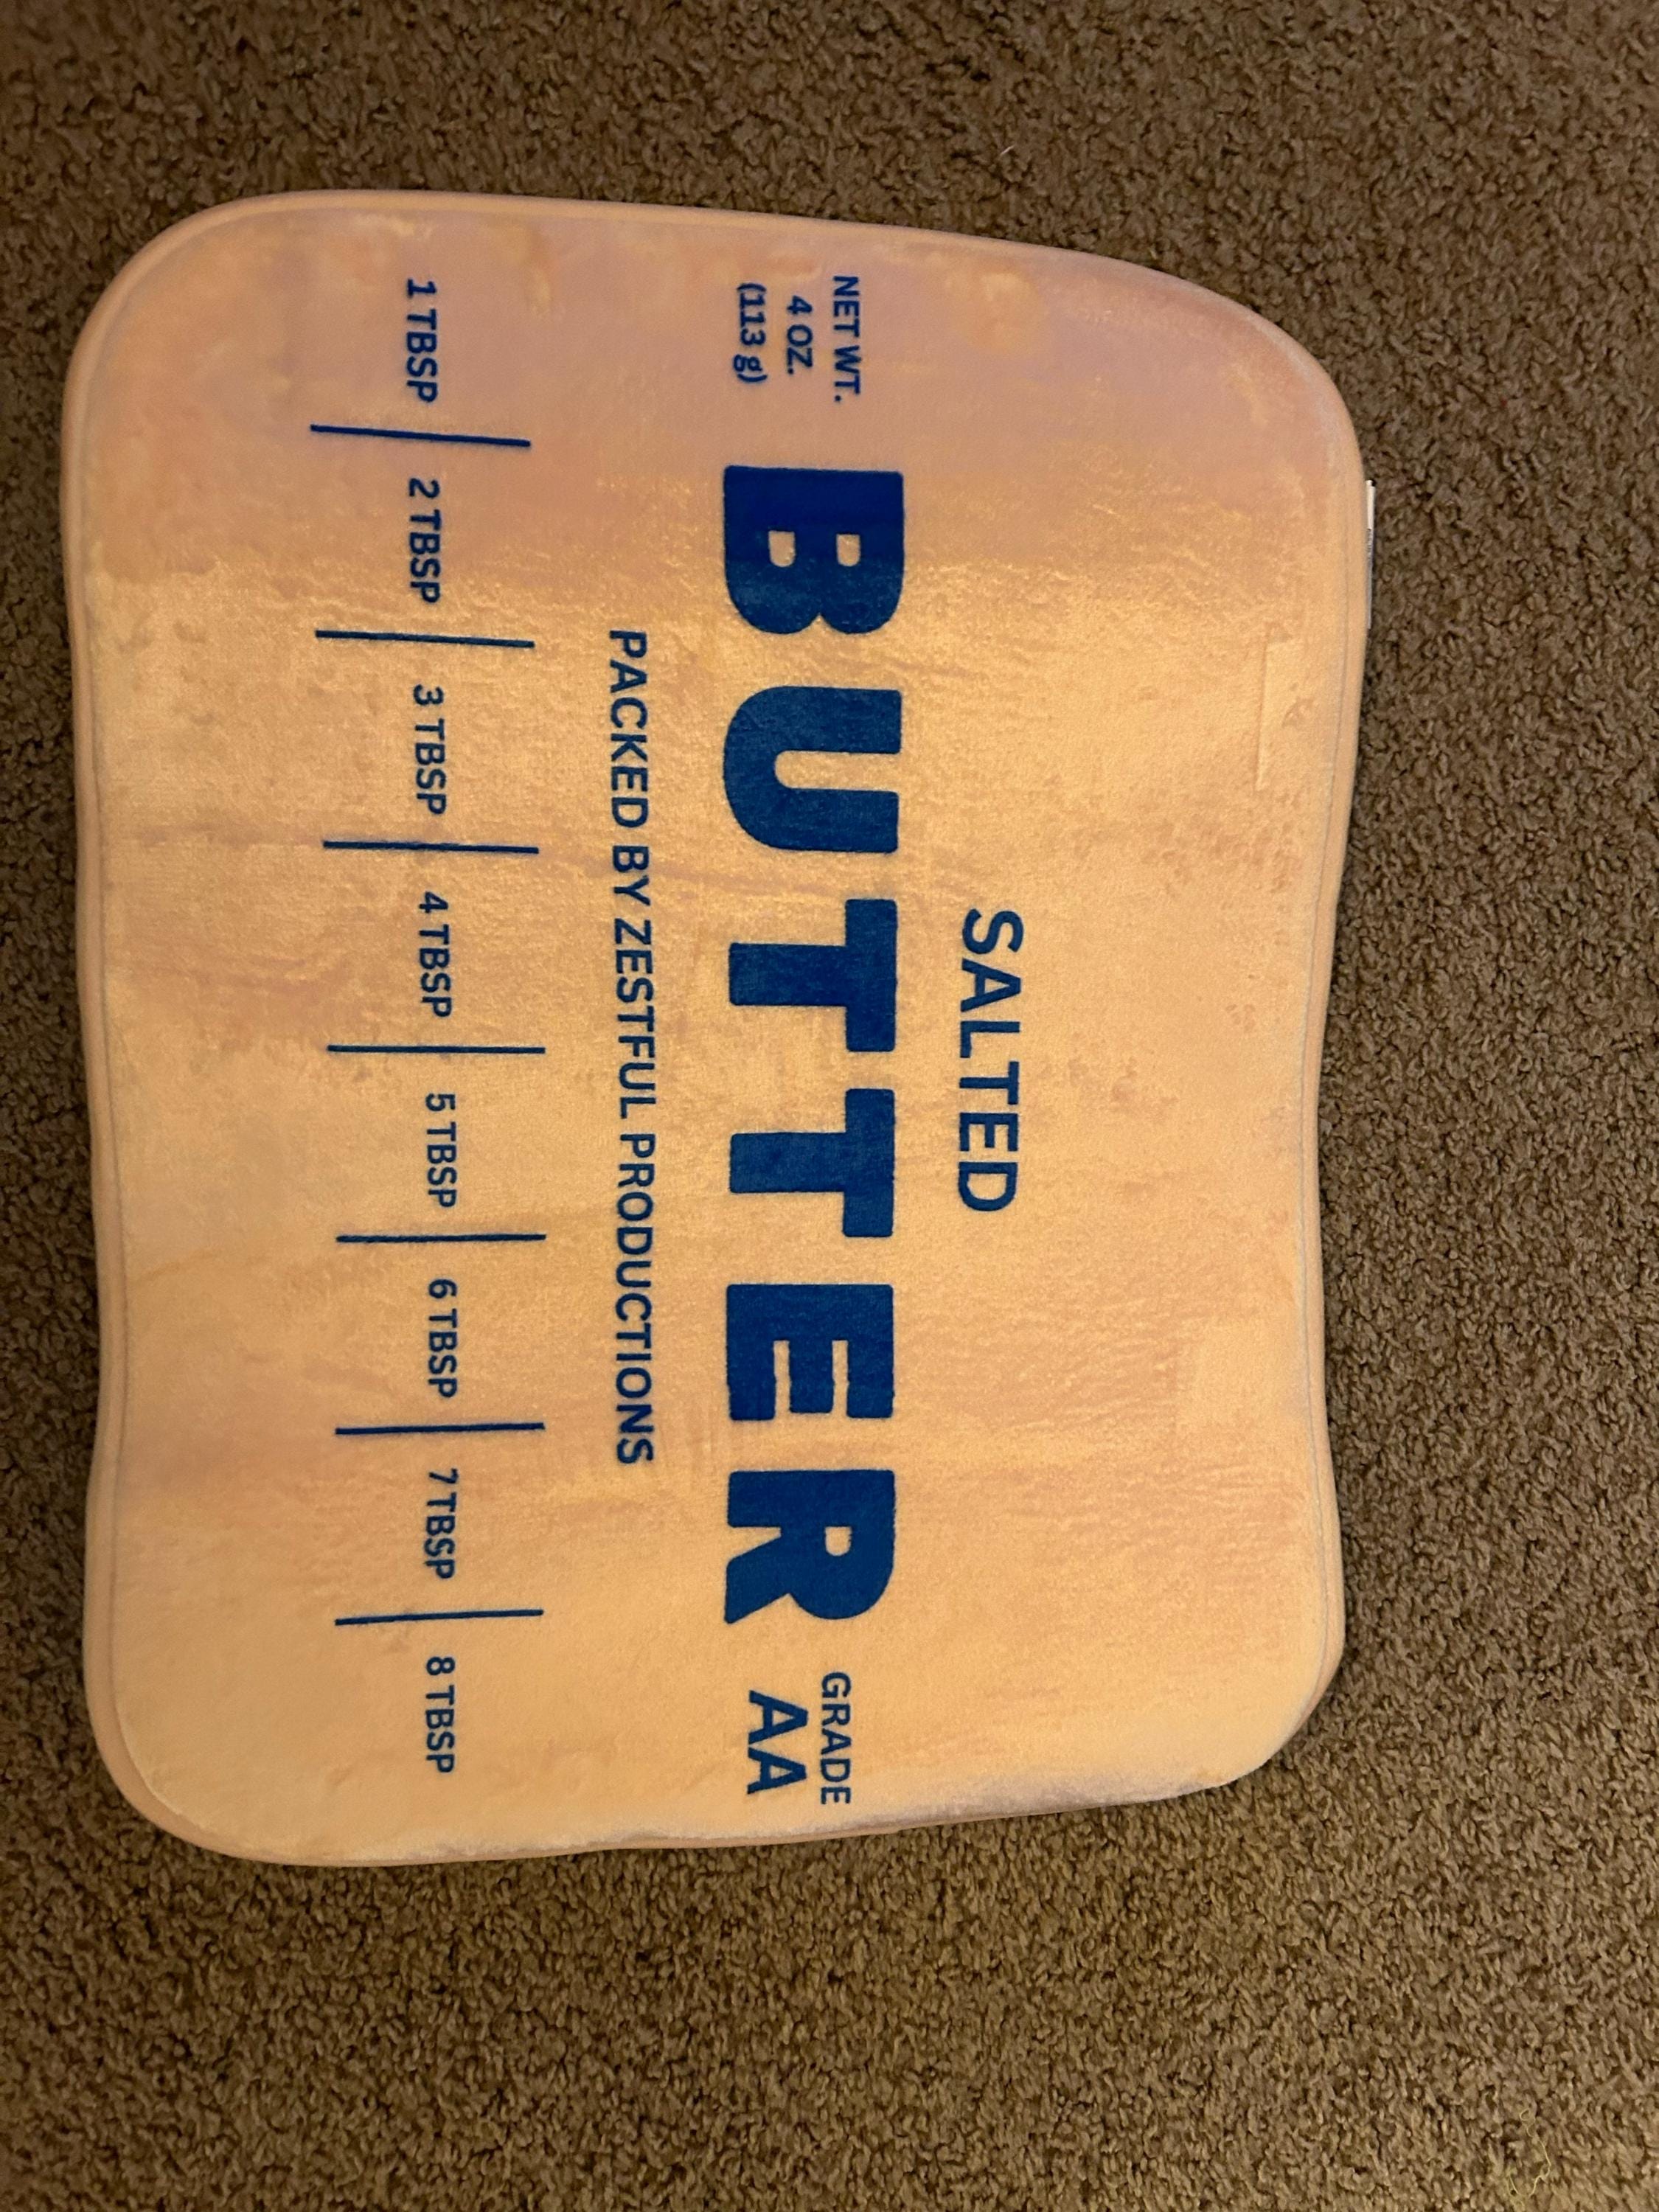 SALTED
NET WT.
4 OZ.
(113 g)
BUTTER
GRADE
AA
PACKED BY ZESTFUL PRODUCTIONS
1 TBSP 2 TBSP 3 TBSP 4 TBSP 5 TBSP 6 TBSP 7 TBSP 8 TBSP